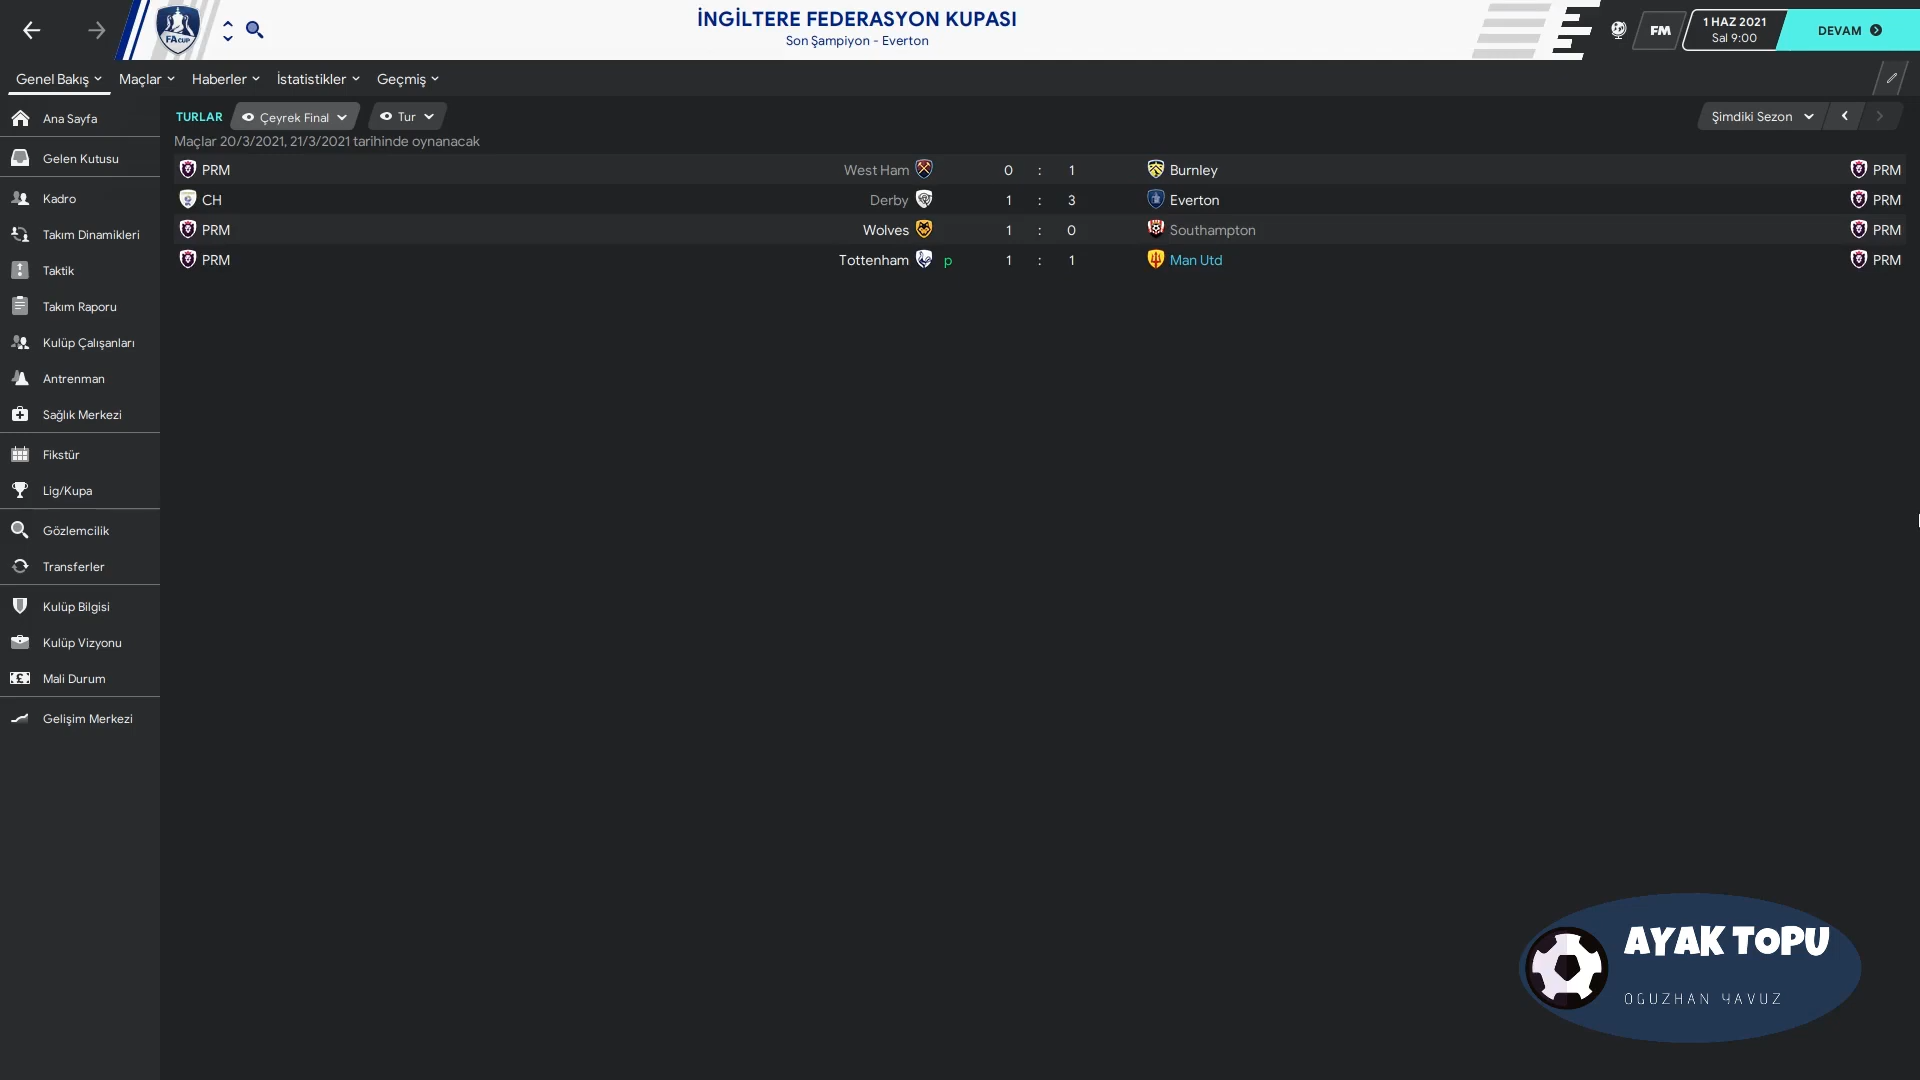 FA CUP
İNGİLTERE FEDERASYON KUPASI
Son Şampiyon - Everton
FM
1 HAZ 2021
Sal 9:00
DEVAM
Genel Bakış
Maçlar
Haberler
İstatistikler
Geçmiş
Ana Sayfa
Gelen Kutusu
Kadro
Takım Dinamikleri
Taktik
Takım Raporu
Kulüp Çalışanları
Antrenman
Sağlık Merkezi
Fikstür
Lig/Kupa
Gözlemcilik
Transferler
Kulüp Bilgisi
Kulüp Vizyonu
Mali Durum
Gelişim Merkezi
TURLAR Çeyrek Final Tur Şimdiki Sezon
Maçlar 20/3/2021, 21/3/2021 tarihinde oynanacak
PRM West Ham 0 : 1 Burnley PRM
CH Derby 1 : 3 Everton PRM
PRM Wolves 1 : 0 Southampton PRM
PRM Tottenham p 1 : 1 Man Utd PRM
AYAK TOPU
OGUZHAN YAVUZ